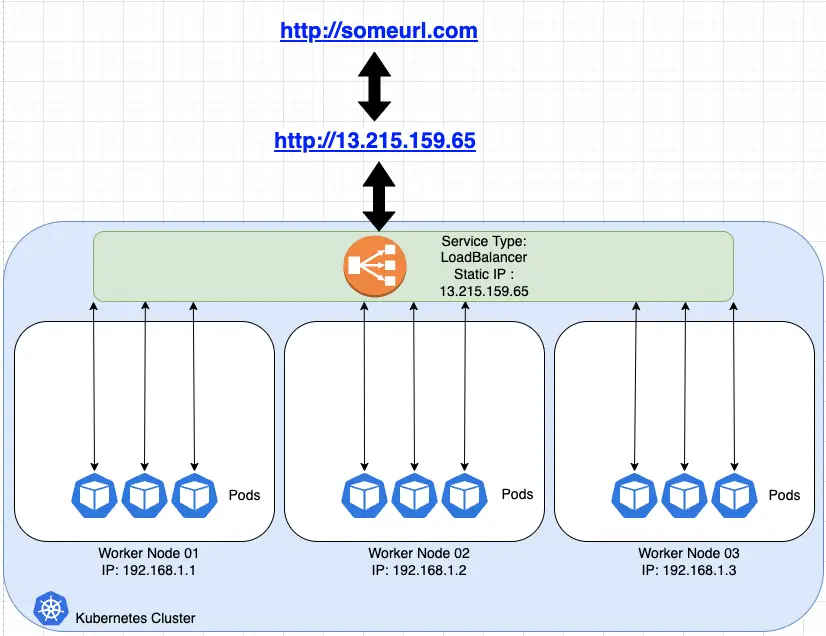 http://someurl.com
http://13.215.159.65
Service Type:
LoadBalancer
Static IP :
13.215.159.65
Pods
Pods
Pods
Worker Node 01
IP: 192.168.1.1
Worker Node 02
IP: 192.168.1.2
Worker Node 03
IP: 192.168.1.3
Kubernetes Cluster